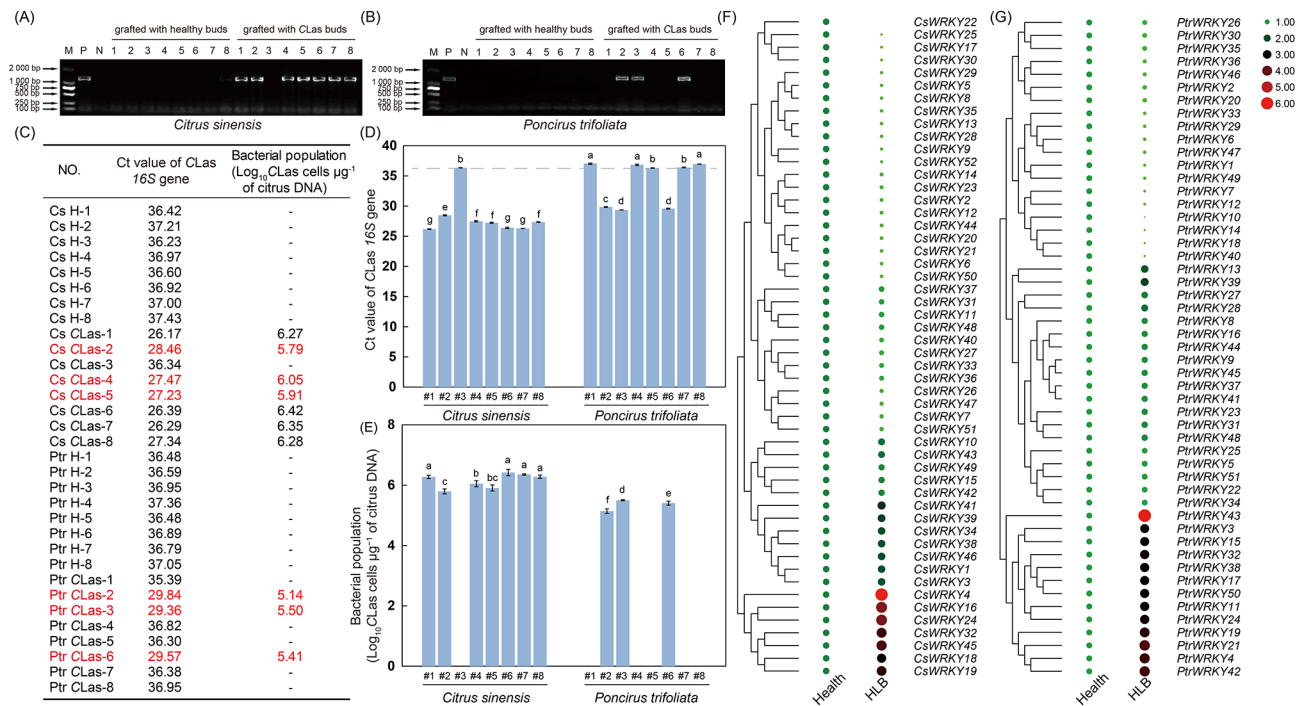 (A)
grafted with healthy buds
grafted with CLas buds
M P N 1 2 3 4 5 6 7 8 1 2 3 4 5 6 7 8
2 000 bp
1 000 bp
750 bp
500 bp
250 bp
100 bp
Citrus sinensis
(B)
grafted with healthy buds
grafted with CLas buds
M P N 1 2 3 4 5 6 7 8 1 2 3 4 5 6 7 8
2 000 bp
1 000 bp
750 bp
500 bp
250 bp
100 bp
Poncirus trifoliata
(C)
NO. Ct value of CLas 16S gene Bacterial population (Log₁₀CLas cells µg⁻¹ of citrus DNA)
Cs H-1 36.42 -
Cs H-2 37.21 -
Cs H-3 36.23 -
Cs H-4 36.97 -
Cs H-5 36.60 -
Cs H-6 36.92 -
Cs H-7 37.00 -
Cs H-8 37.43 -
Cs CLas-1 26.17 6.27
Cs CLas-2 28.46 5.79
Cs CLas-3 36.34 -
Cs CLas-4 27.47 6.05
Cs CLas-5 27.23 5.91
Cs CLas-6 26.39 6.42
Cs CLas-7 26.29 6.35
Cs CLas-8 27.34 6.28
Ptr H-1 36.48 -
Ptr H-2 36.59 -
Ptr H-3 36.95 -
Ptr H-4 37.36 -
Ptr H-5 36.48 -
Ptr H-6 36.89 -
Ptr H-7 36.79 -
Ptr H-8 37.05 -
Ptr CLas-1 35.39 -
Ptr CLas-2 29.84 5.14
Ptr CLas-3 29.36 5.50
Ptr CLas-4 36.82 -
Ptr CLas-5 36.30 -
Ptr CLas-6 29.57 5.41
Ptr CLas-7 36.38 -
Ptr CLas-8 36.95 -
(D)
Ct value of CLas 16S gene
40
35
30
25
20
15
10
5
0
g e b f f g g f a c d a b d b a
#1 #2 #3 #4 #5 #6 #7 #8 #1 #2 #3 #4 #5 #6 #7 #8
Citrus sinensis
Poncirus trifoliata
(E)
Bacterial population
(Log₁₀CLas cells µg⁻¹ of citrus DNA)
8
6
4
2
0
a c b bc a a a f d e
#1 #2 #3 #4 #5 #6 #7 #8 #1 #2 #3 #4 #5 #6 #7 #8
Citrus sinensis
Poncirus trifoliata
(F)
CsWRKY22
CsWRKY25
CsWRKY17
CsWRKY30
CsWRKY29
CsWRKY5
CsWRKY8
CsWRKY35
CsWRKY13
CsWRKY28
CsWRKY9
CsWRKY52
CsWRKY14
CsWRKY23
CsWRKY2
CsWRKY12
CsWRKY44
CsWRKY20
CsWRKY21
CsWRKY6
CsWRKY50
CsWRKY37
CsWRKY31
CsWRKY11
CsWRKY48
CsWRKY40
CsWRKY27
CsWRKY33
CsWRKY36
CsWRKY26
CsWRKY47
CsWRKY7
CsWRKY51
CsWRKY10
CsWRKY43
CsWRKY49
CsWRKY15
CsWRKY42
CsWRKY41
CsWRKY39
CsWRKY34
CsWRKY38
CsWRKY46
CsWRKY1
CsWRKY3
CsWRKY4
CsWRKY16
CsWRKY24
CsWRKY32
CsWRKY45
CsWRKY18
CsWRKY19
Health
HLB
(G)
PtrWRKY26
PtrWRKY30
PtrWRKY35
PtrWRKY36
PtrWRKY46
PtrWRKY2
PtrWRKY20
PtrWRKY33
PtrWRKY29
PtrWRKY6
PtrWRKY47
PtrWRKY1
PtrWRKY49
PtrWRKY7
PtrWRKY12
PtrWRKY10
PtrWRKY14
PtrWRKY18
PtrWRKY40
PtrWRKY13
PtrWRKY39
PtrWRKY27
PtrWRKY28
PtrWRKY8
PtrWRKY16
PtrWRKY44
PtrWRKY9
PtrWRKY45
PtrWRKY37
PtrWRKY41
PtrWRKY23
PtrWRKY31
PtrWRKY48
PtrWRKY25
PtrWRKY5
PtrWRKY51
PtrWRKY22
PtrWRKY34
PtrWRKY43
PtrWRKY3
PtrWRKY15
PtrWRKY32
PtrWRKY38
PtrWRKY17
PtrWRKY50
PtrWRKY11
PtrWRKY24
PtrWRKY19
PtrWRKY21
PtrWRKY4
PtrWRKY42
Health
HLB
1.00
2.00
3.00
4.00
5.00
6.00